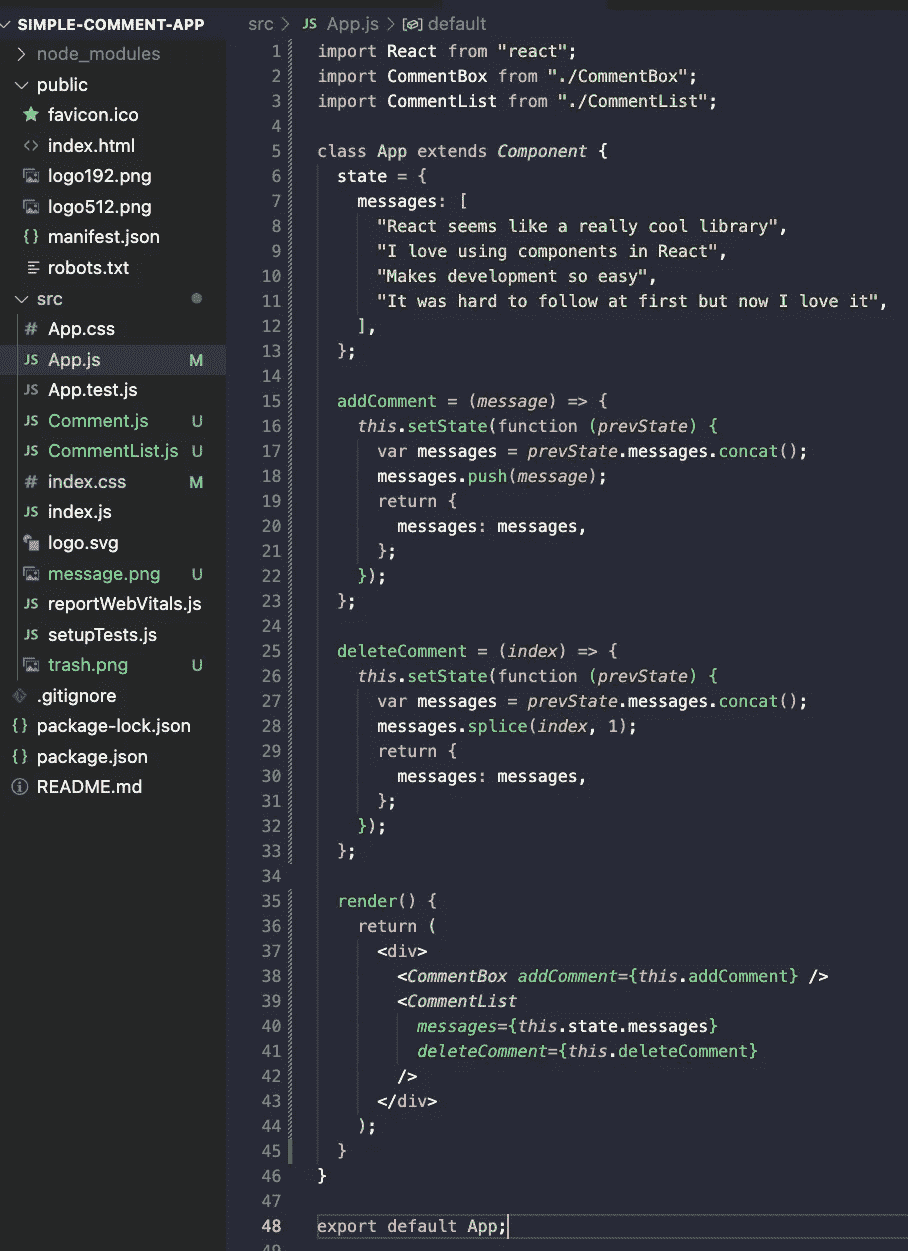 SIMPLE-COMMENT-APP
node_modules
public
favicon.ico
<> index.html
logo192.png
logo512.png
{} manifest.json
robots.txt
src
# App.css
JS App.js M
JS App.test.js
JS Comment.js U
JS CommentList.js U
# index.css M
JS index.js
logo.svg
message.png U
JS reportWebVitals.js
JS setupTests.js
trash.png U
.gitignore
{} package-lock.json
{} package.json
README.md
src > JS App.js > default
1 import React from "react";
2 import CommentBox from "./CommentBox";
3 import CommentList from "./CommentList";
4
5 class App extends Component {
6 state = {
7 messages: [
8 "React seems like a really cool library",
9 "I love using components in React",
10 "Makes development so easy",
11 "It was hard to follow at first but now I love it",
12 ],
13 };
14
15 addComment = (message) => {
16 this.setState(function (prevState) {
17 var messages = prevState.messages.concat();
18 messages.push(message);
19 return {
20 messages: messages,
21 };
22 });
23 };
24
25 deleteComment = (index) => {
26 this.setState(function (prevState) {
27 var messages = prevState.messages.concat();
28 messages.splice(index, 1);
29 return {
30 messages: messages,
31 };
32 });
33 };
34
35 render() {
36 return (
37 <div>
38 <CommentBox addComment={this.addComment} />
39 <CommentList
40 messages={this.state.messages}
41 deleteComment={this.deleteComment}
42 />
43 </div>
44 );
45 }
46 }
47
48 export default App;
49